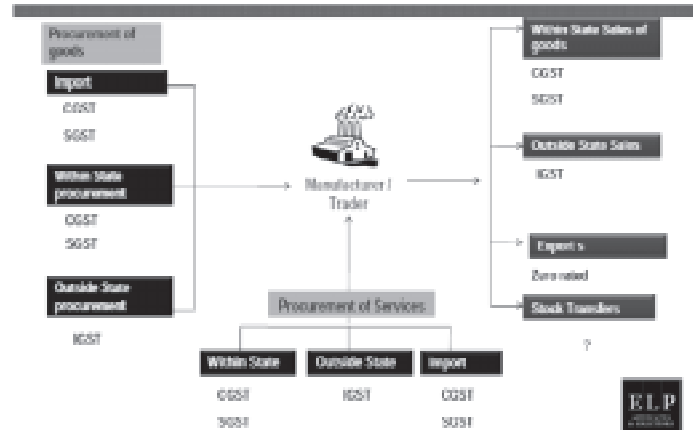 Procurement of
goods
Import
CGST
SGST
Within State
procurement
CGST
SGST
Outside State
procurement
IGST
Manufacturer /
Trader
Procurement of Services
Within State
CGST
SGST
Outside State
IGST
Import
CGST
SGST
Within State Sales of
goods
CGST
SGST
Outside State Sales
IGST
Export s
Zero rated
Stock Transfers
?
ELP